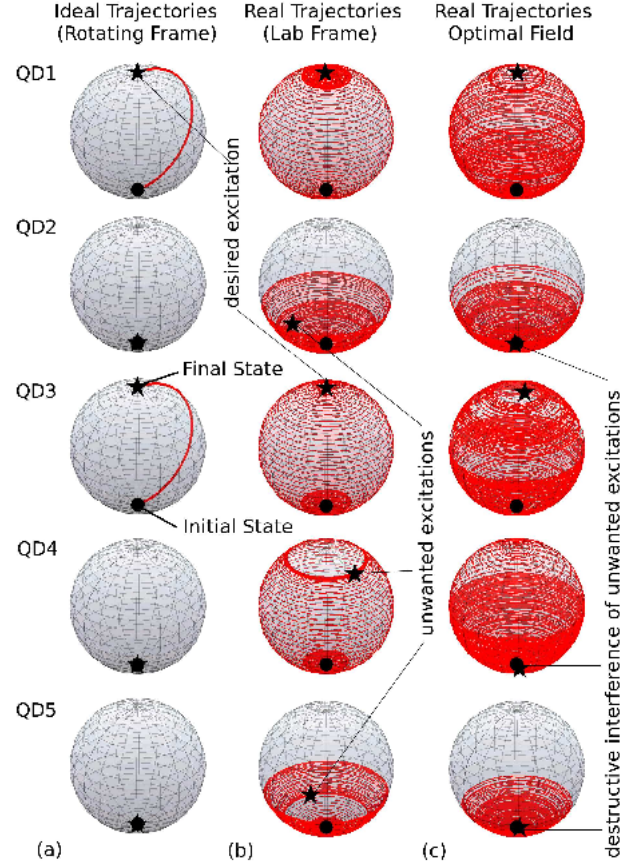 Ideal Trajectories
(Rotating Frame)
Real Trajectories
(Lab Frame)
Real Trajectories
Optimal Field
QD1
desired excitation
QD2
QD3
Final State
Initial State
unwanted excitations
destructive interference of unwanted excitations
QD4
QD5
(a)
(b)
(c)